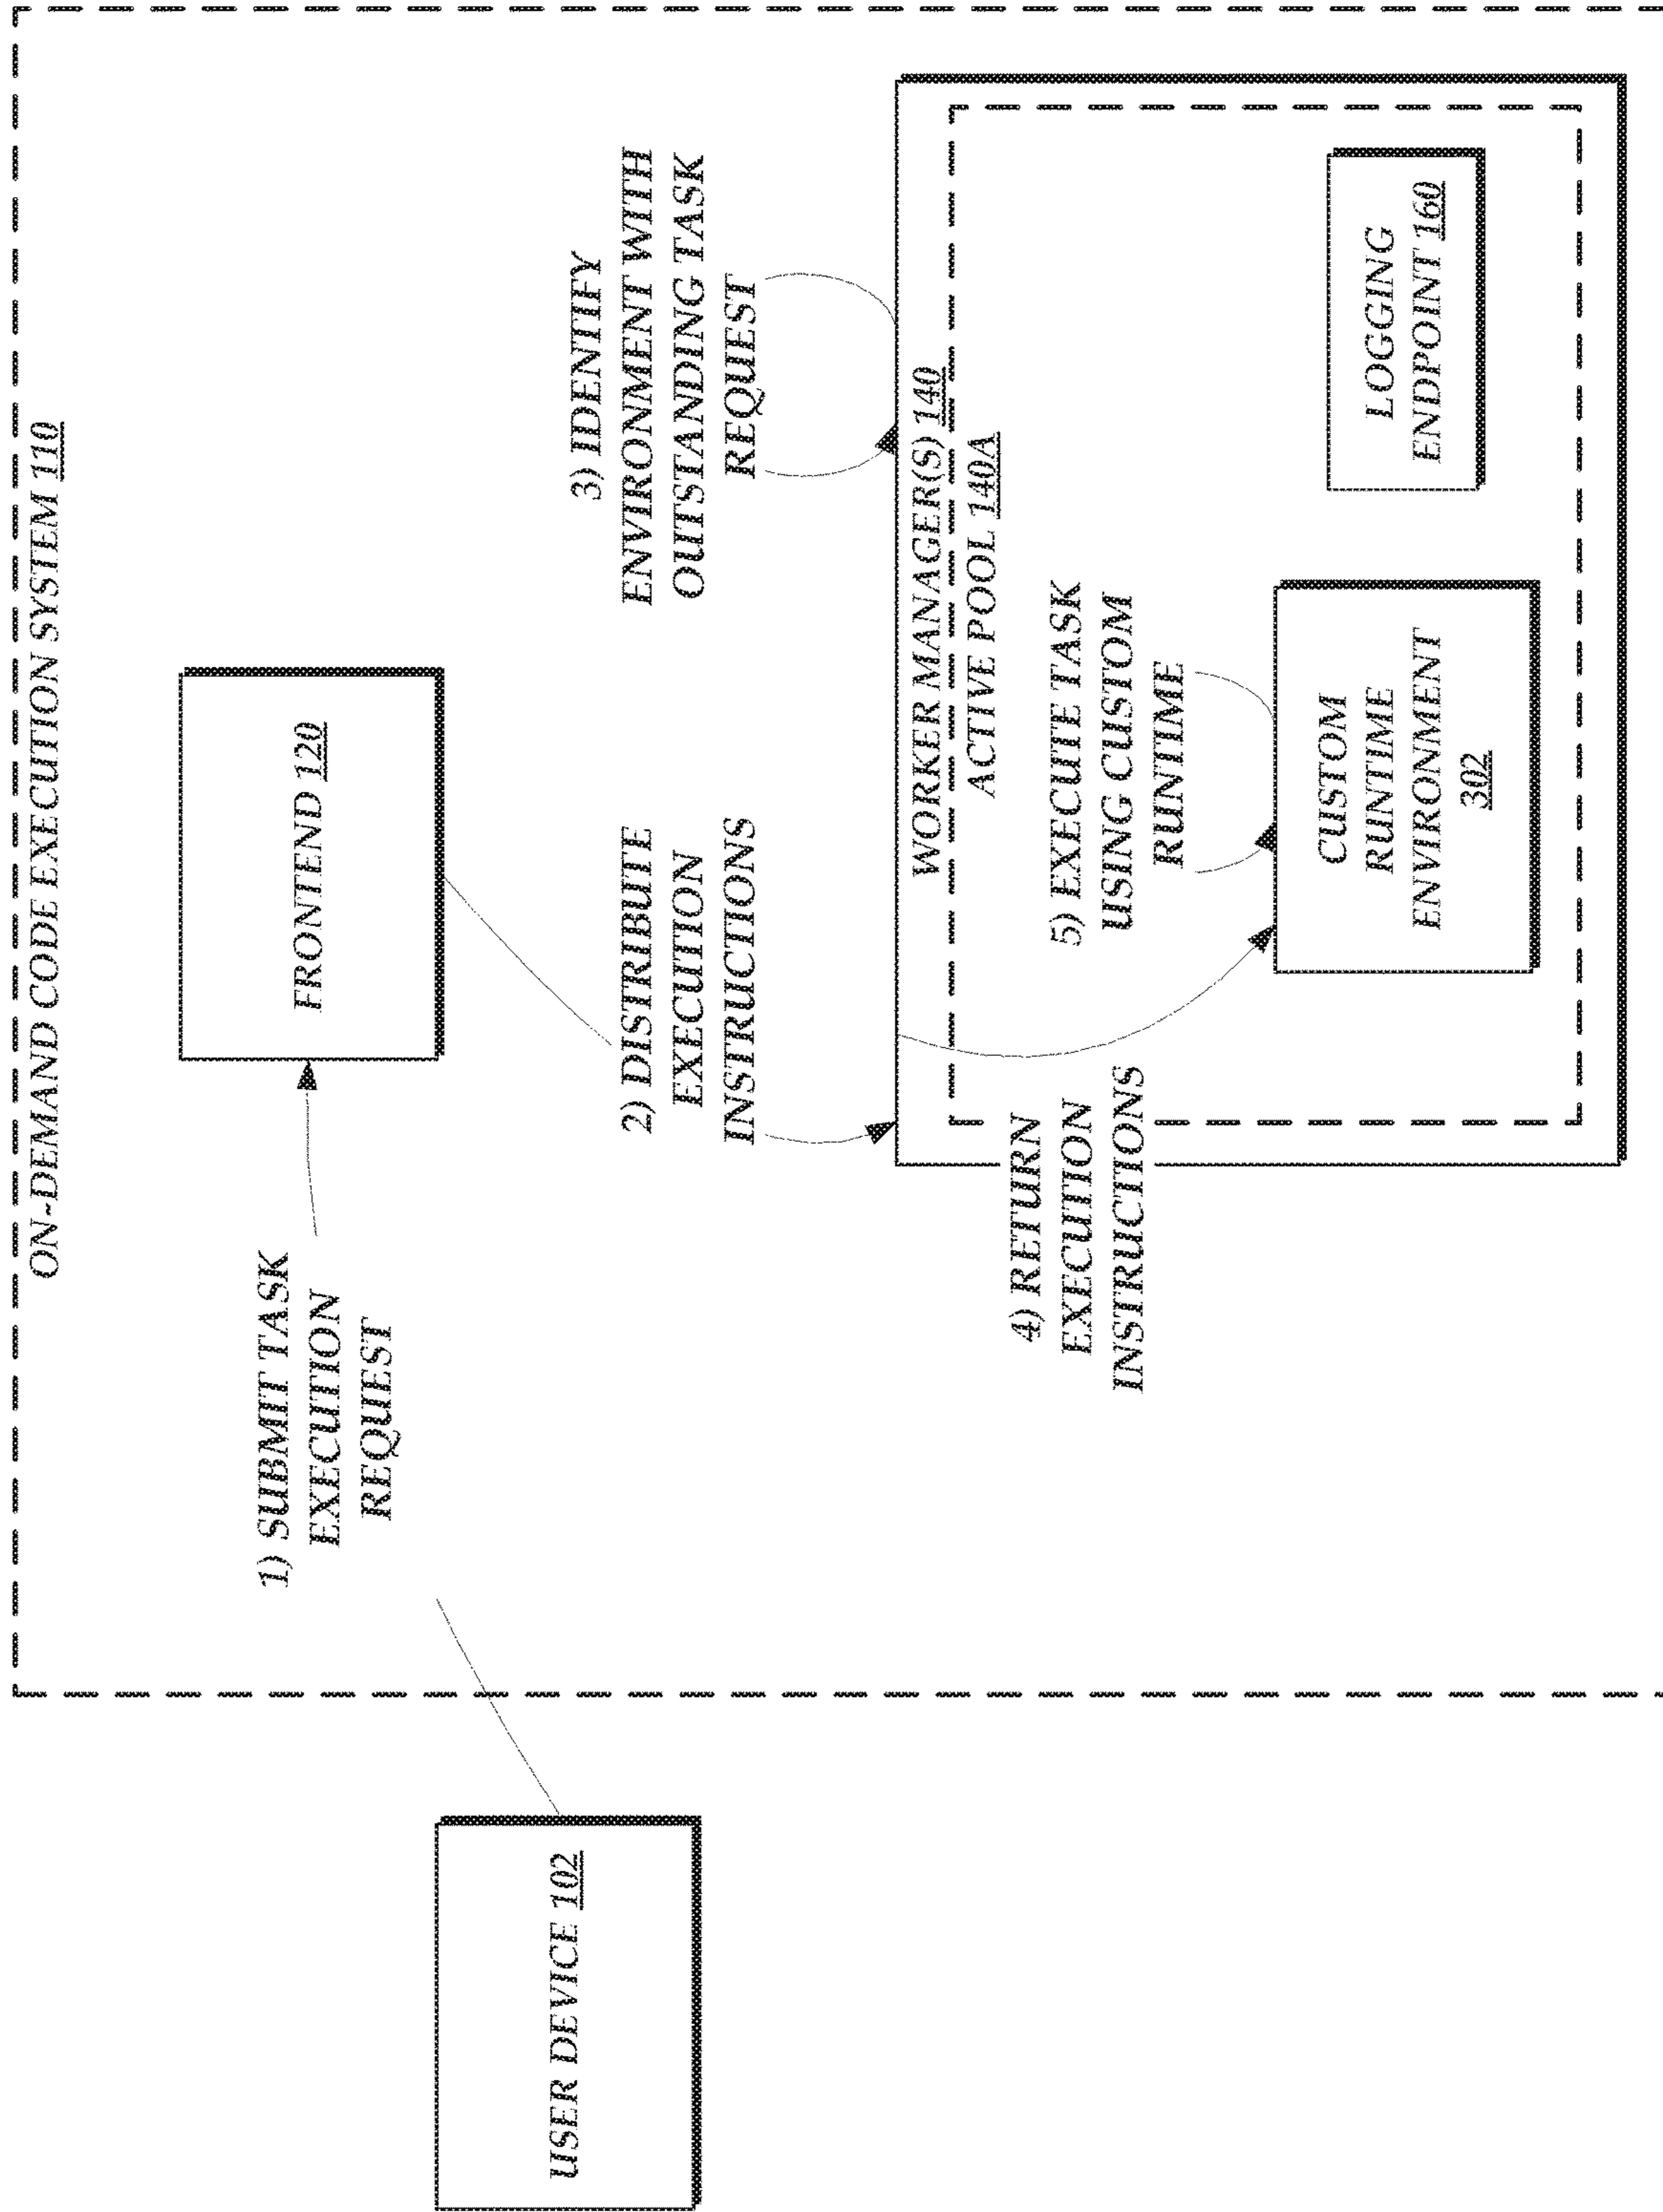 ON-DEMAND CODE EXECUTION SYSTEM 110
USER DEVICE 102
1) SUBMIT TASK
EXECUTION
REQUEST
FRONTEND 120
2) DISTRIBUTE
EXECUTION
INSTRUCTIONS
3) IDENTIFY
ENVIRONMENT WITH
OUTSTANDING TASK
REQUEST
WORKER MANAGER(S) 140
ACTIVE POOL 140A
4) RETURN
EXECUTION
INSTRUCTIONS
5) EXECUTE TASK
USING CUSTOM
RUNTIME
CUSTOM
RUNTIME
ENVIRONMENT
302
LOGGING
ENDPOINT 160